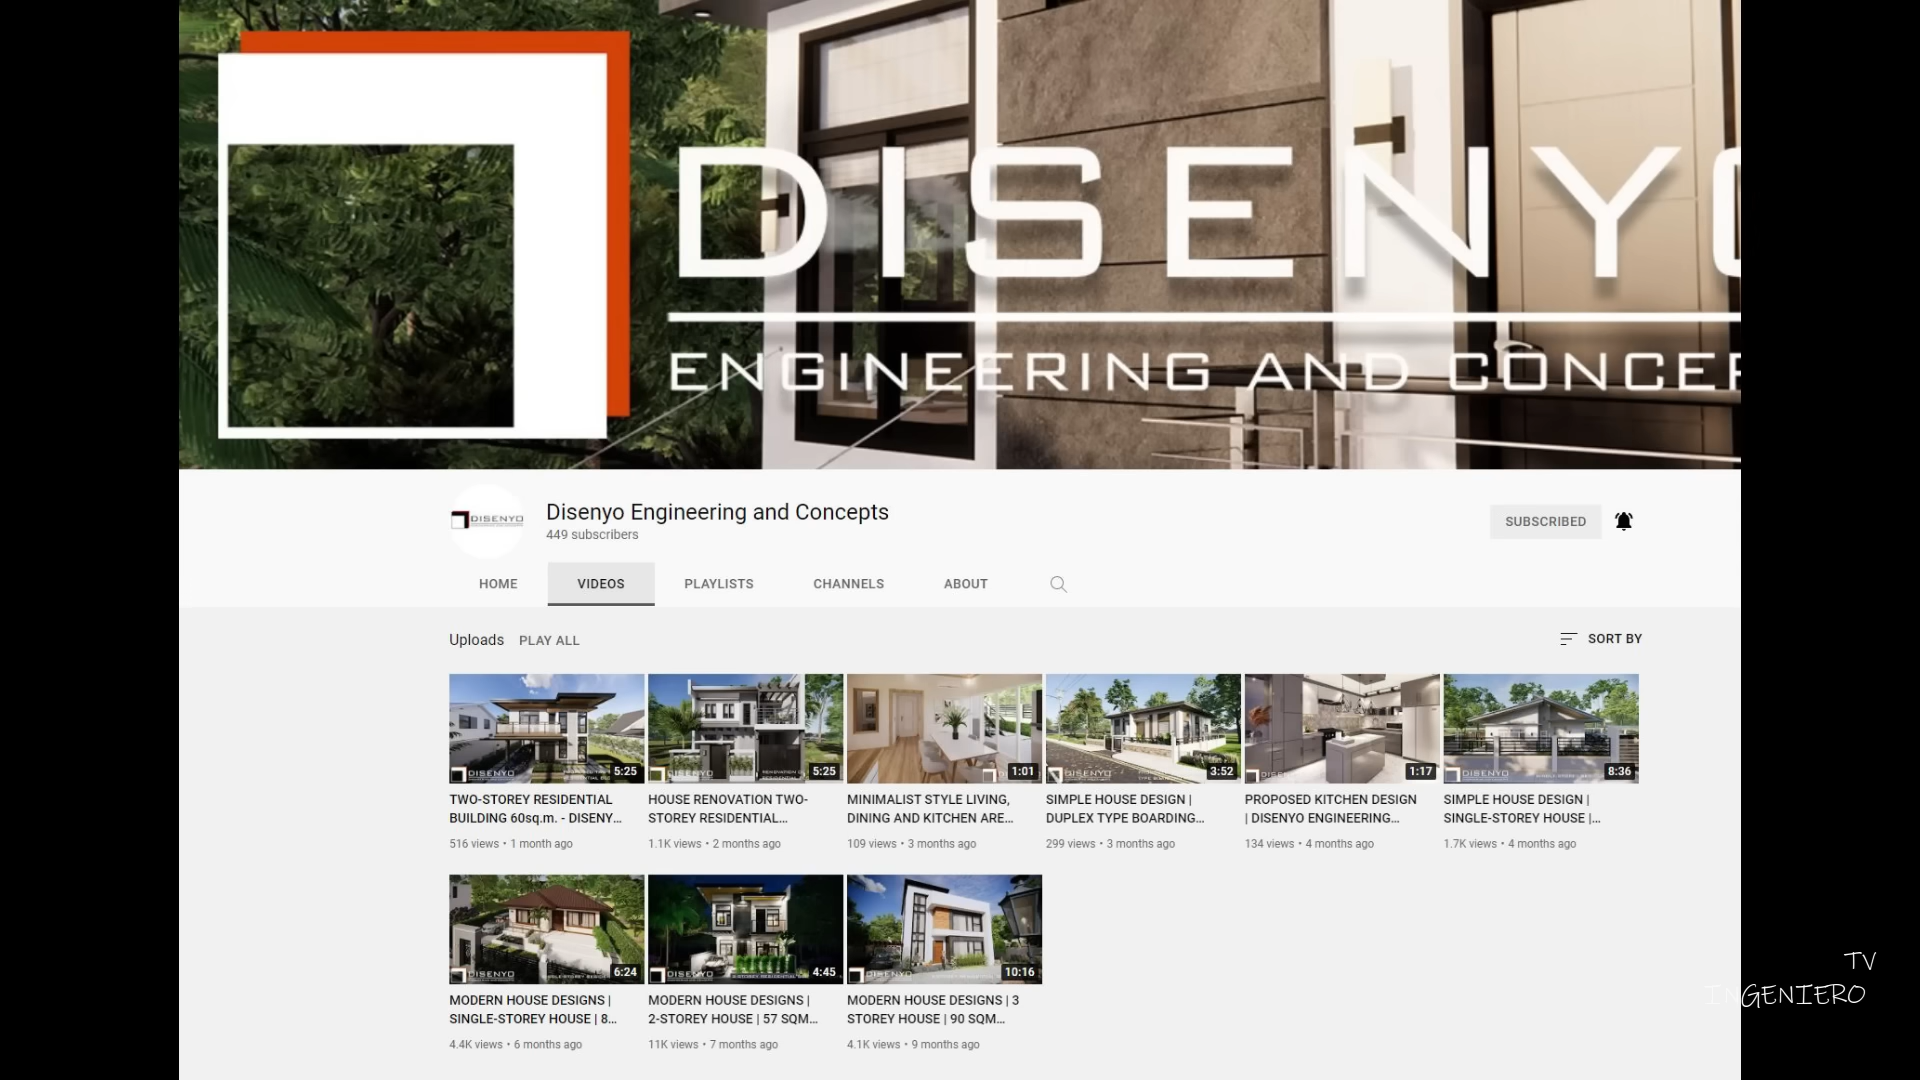 DISENYO
ENGINEERING AND CONCEP
DISENYO
Disenyo Engineering and Concepts
449 subscribers
SUBSCRIBED
HOME
VIDEOS
PLAYLISTS
CHANNELS
ABOUT
Uploads
PLAY ALL
SORT BY
DISENYO
5:25
TWO-STOREY RESIDENTIAL
BUILDING 60sq.m. - DISENY...
516 views • 1 month ago
DISENYO
5:25
HOUSE RENOVATION TWO-
STOREY RESIDENTIAL...
1.1K views • 2 months ago
1:01
MINIMALIST STYLE LIVING,
DINING AND KITCHEN ARE...
109 views • 3 months ago
DISENYO
3:52
SIMPLE HOUSE DESIGN |
DUPLEX TYPE BOARDING...
299 views • 3 months ago
1:17
PROPOSED KITCHEN DESIGN
| DISENYO ENGINEERING...
134 views • 4 months ago
DISENYO
8:36
SIMPLE HOUSE DESIGN |
SINGLE-STOREY HOUSE |...
1.7K views • 4 months ago
DISENYO
6:24
MODERN HOUSE DESIGNS |
SINGLE-STOREY HOUSE | 8...
4.4K views • 6 months ago
DISENYO
4:45
MODERN HOUSE DESIGNS |
2-STOREY HOUSE | 57 SQM...
11K views • 7 months ago
DISENYO
10:16
MODERN HOUSE DESIGNS | 3
STOREY HOUSE | 90 SQM...
4.1K views • 9 months ago
TV
INGENIERO